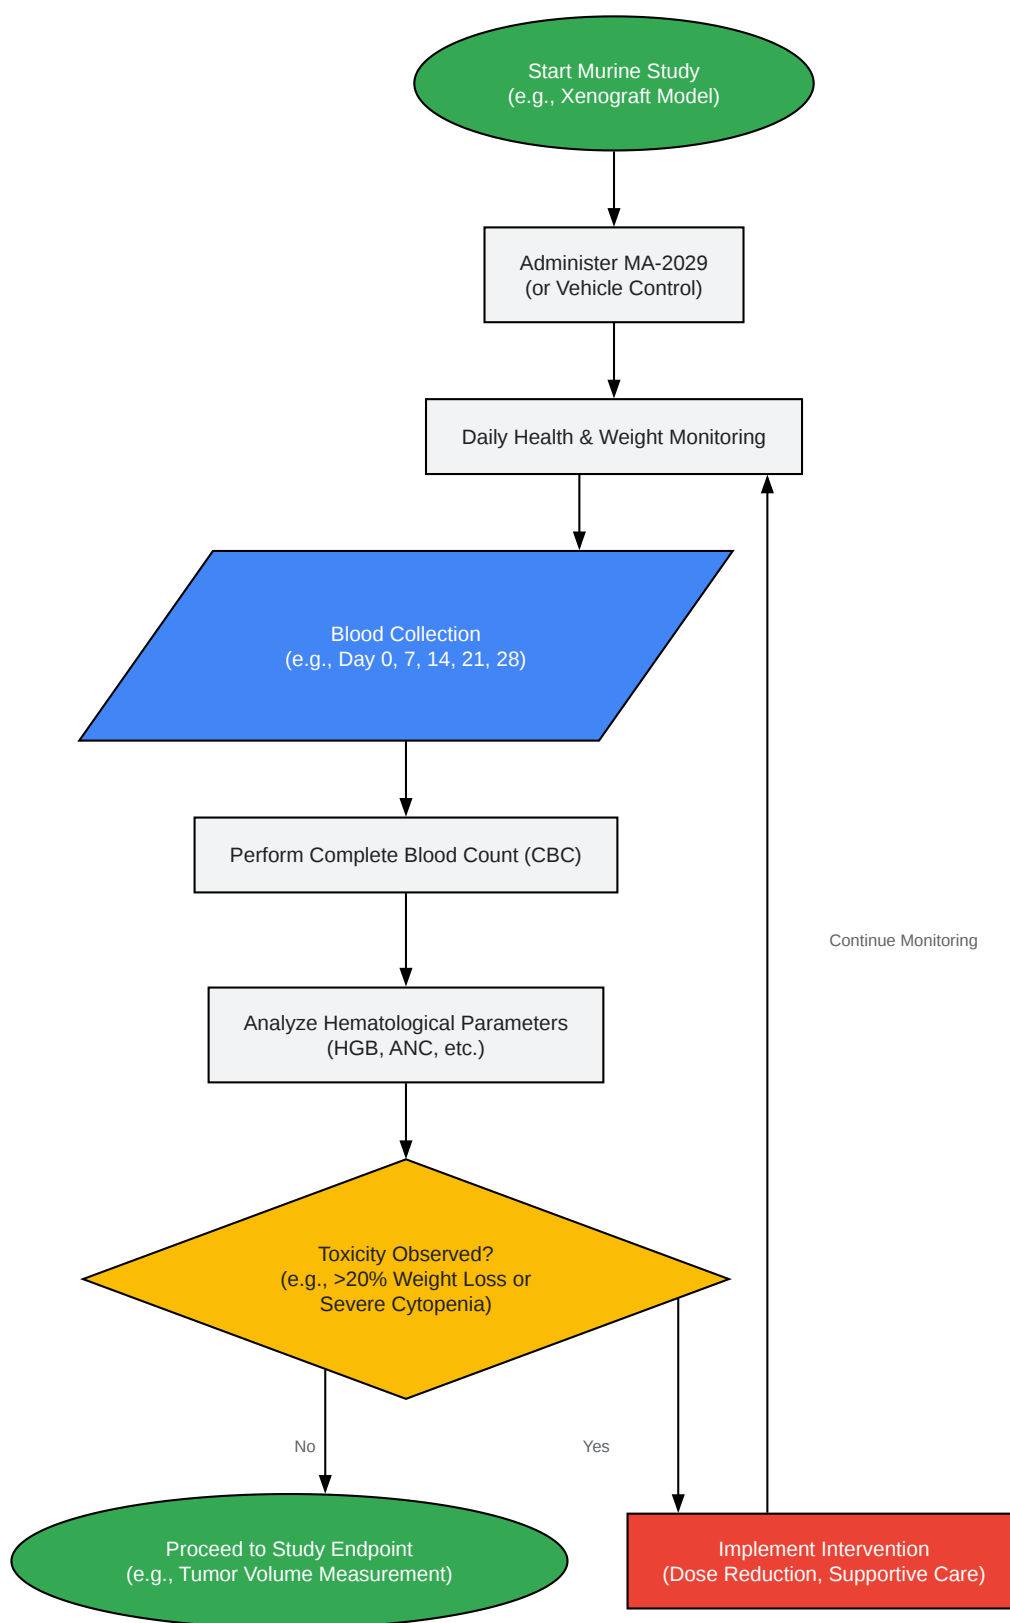 Start Murine Study
(e.g., Xenograft Model)
Administer MA-2029
(or Vehicle Control)
Daily Health & Weight Monitoring
Blood Collection
(e.g., Day 0, 7, 14, 21, 28)
Perform Complete Blood Count (CBC)
Continue Monitoring
Analyze Hematological Parameters
(HGB, ANC, etc.)
Toxicity Observed?
(e.g., >20% Weight Loss or
Severe Cytopenia)
No
Yes
Proceed to Study Endpoint
(e.g., Tumor Volume Measurement)
Implement Intervention
(Dose Reduction, Supportive Care)